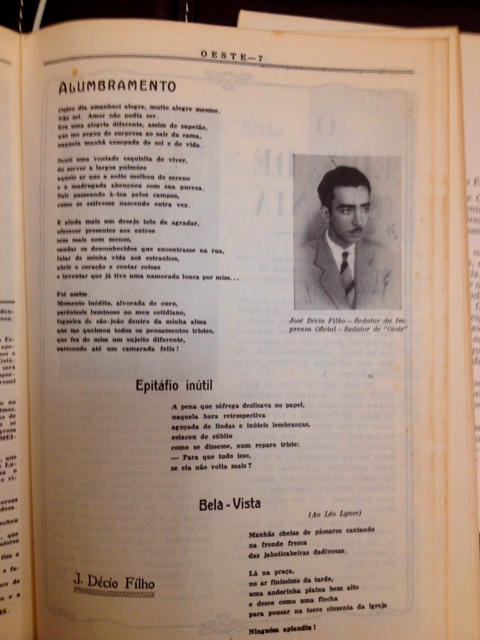 OESTE—7
ALUMBRAMENTO
Outro dia amanheci alegre, muito alegre mesmo.
Não sei. Amor não podia ser.
Era uma alegria diferente, assim de supetão,
que me pegou de surpresa ao sair da cama,
naquela manhã ensopada de sol e de vida.
Senti uma vontade esquisita de viver,
de sorver a largos pulmões
aquele ar que a noite melhou de sereno
e a madrugada abençoou com sua pureza.
Sair passeando à-toa pelos campos,
como se estivesse nascendo outra vez.
E ainda mais um desejo tolo de agradar,
oferecer presentes aos outros
sem mais nem menos,
saudar os desconhecidos que encontrasse na rua,
falar de minha vida aos estranhos,
abrir o coração e contar coisas
e inventar que já tive uma namorada louca por mim...
Foi assim
Momento inédito, alvorada de ouro,
parêntesis luminoso no meu cotidiano,
fogueira de são-joão dentro da minha alma
que me queimou todos os pensamentos tristes,
que fez de mim um sujeito diferente,
parecendo até um camarada feliz!
José Décio Filho — Redator da Im-
prensa Oficial — Redator de "Oeste"
Epitáfio inútil
A pena que sôfrega deslisava no papel,
naquela hora retrospectiva
aguçada de lindas e inúteis lembranças,
estacou de súbito
como se dissesse, num reparo triste:
— Para que tudo isso,
se ela não volta mais?
Bela-Vista
(Ao Léo Lynce)
Manhãs cheias de pássaros cantando
na fronde fresca
das jaboticabeiras dadivosas.
Lá na praça,
no ar finíssimo da tarde,
uma andorinha plaina bem alto
e desce como uma flecha
para pousar na torre cinzenta da igreja
Ninguém aplaudiu!
J. Décio Filho